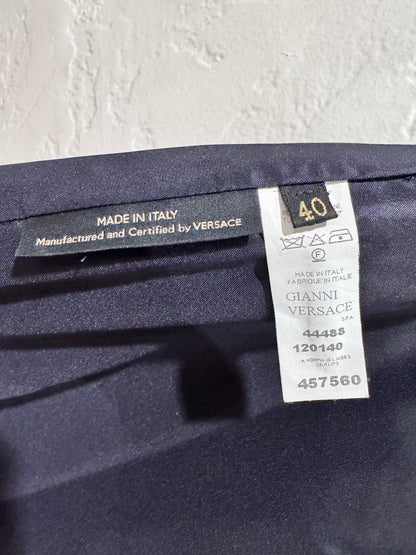 MADE IN ITALY
Manufactured and Certified by VERSACE
40
MADE IN ITALY
FABRIQUE IN ITALIE
GIANNI
VERSACE
S.P.A.
44488
120140
A NORMA
457560